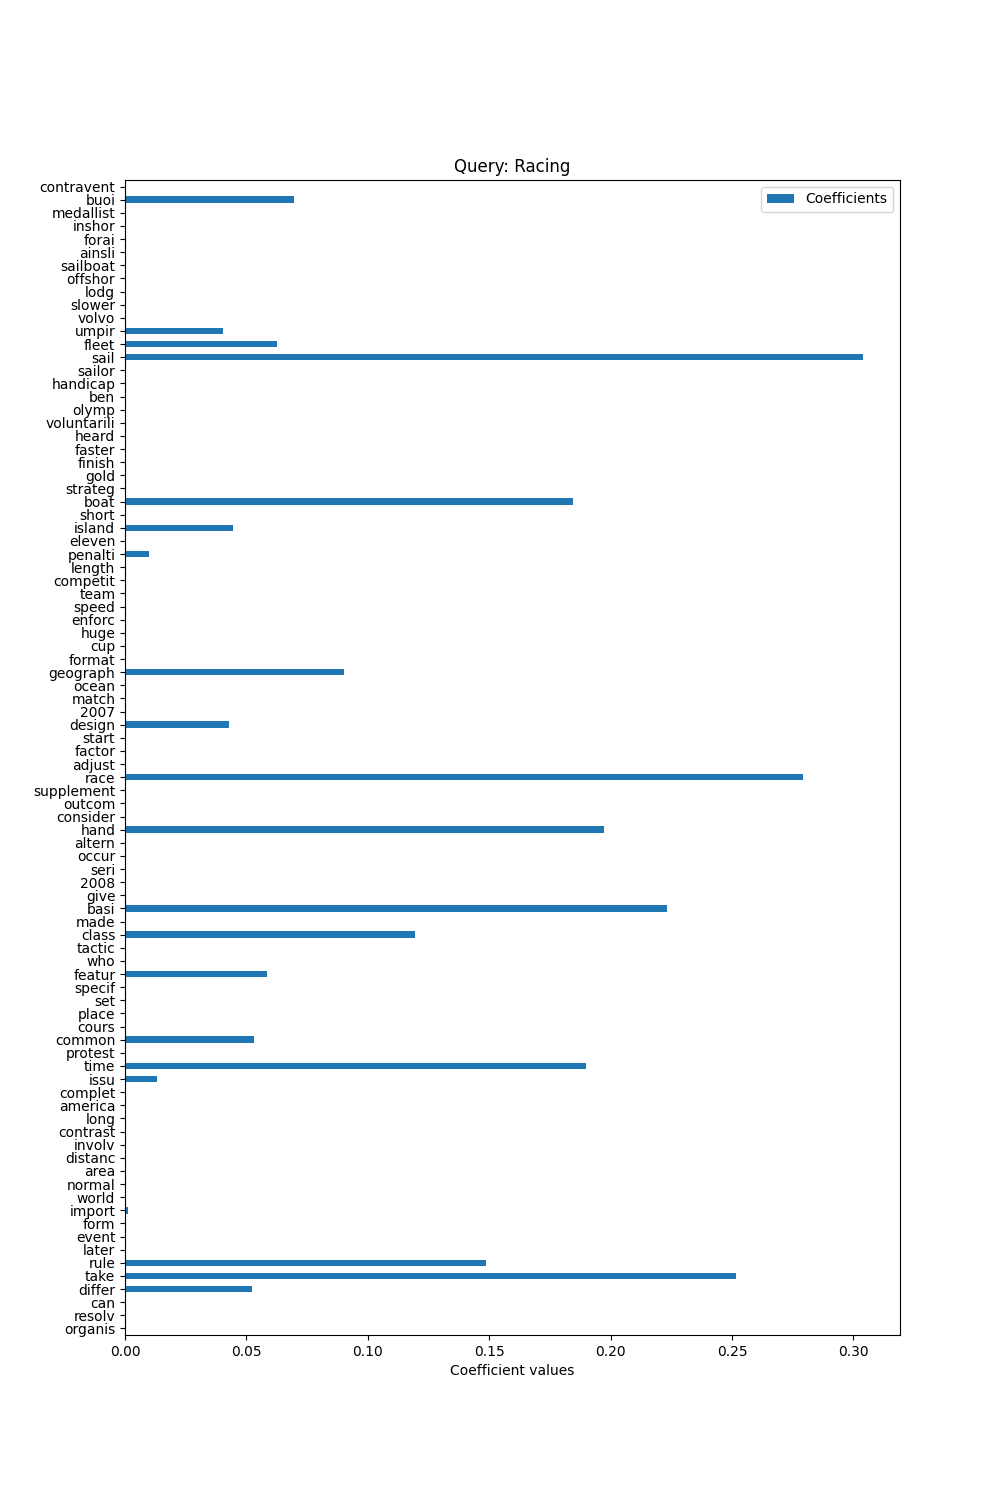 Query: Racing
Coefficients
contravent
buoi
medallist
inshor
forai
ainsli
sailboat
offshor
lodg
slower
volvo
umpir
fleet
sail
sailor
handicap
ben
olymp
voluntarili
heard
faster
finish
gold
strateg
boat
short
island
eleven
penalti
length
competit
team
speed
enforc
huge
cup
format
geograph
ocean
match
2007
design
start
factor
adjust
race
supplement
outcom
consider
hand
altern
occur
seri
2008
give
basi
made
class
tactic
who
featur
specif
set
place
cours
common
protest
time
issu
complet
america
long
contrast
involv
distanc
area
normal
world
import
form
event
later
rule
take
differ
can
resolv
organis
0.00 0.05 0.10 0.15 0.20 0.25 0.30
Coefficient values